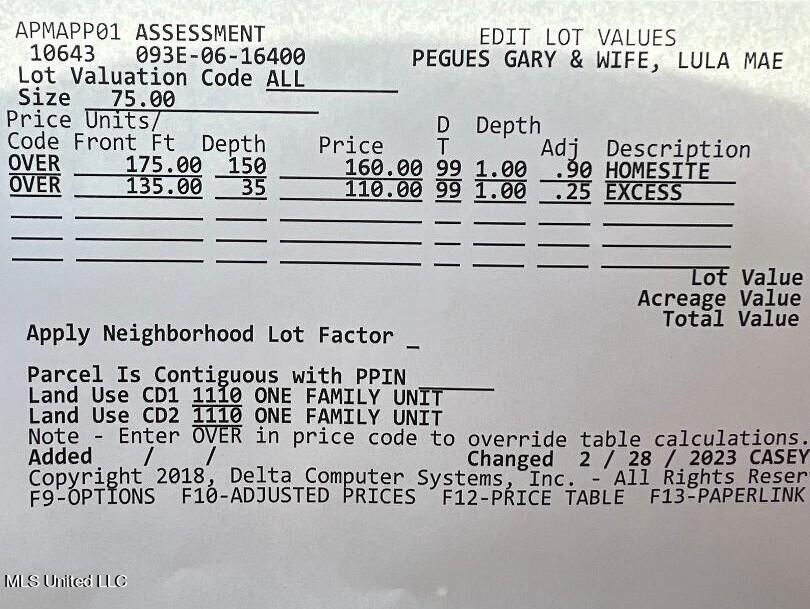 APMAPP01 ASSESSMENT EDIT LOT VALUES
10643 093E-06-16400 PEGUES GARY & WIFE, LULA MAE
Lot Valuation Code ALL
Size 75.00
Price Units/ D Depth
Code Front Ft Depth Price T Adj Description
OVER 175.00 150 160.00 99 1.00 .90 HOMESITE
OVER 135.00 35 110.00 99 1.00 .25 EXCESS
Lot Value
Acreage Value
Total Value
Apply Neighborhood Lot Factor _
Parcel Is Contiguous with PPIN
Land Use CD1 1110 ONE FAMILY UNIT
Land Use CD2 1110 ONE FAMILY UNIT
Note - Enter OVER in price code to override table calculations.
Added / / Changed 2 / 28 / 2023 CASEY
Copyright 2018, Delta Computer Systems, Inc. - All Rights Reser
F9-OPTIONS F10-ADJUSTED PRICES F12-PRICE TABLE F13-PAPERLINK
MLS United LLC